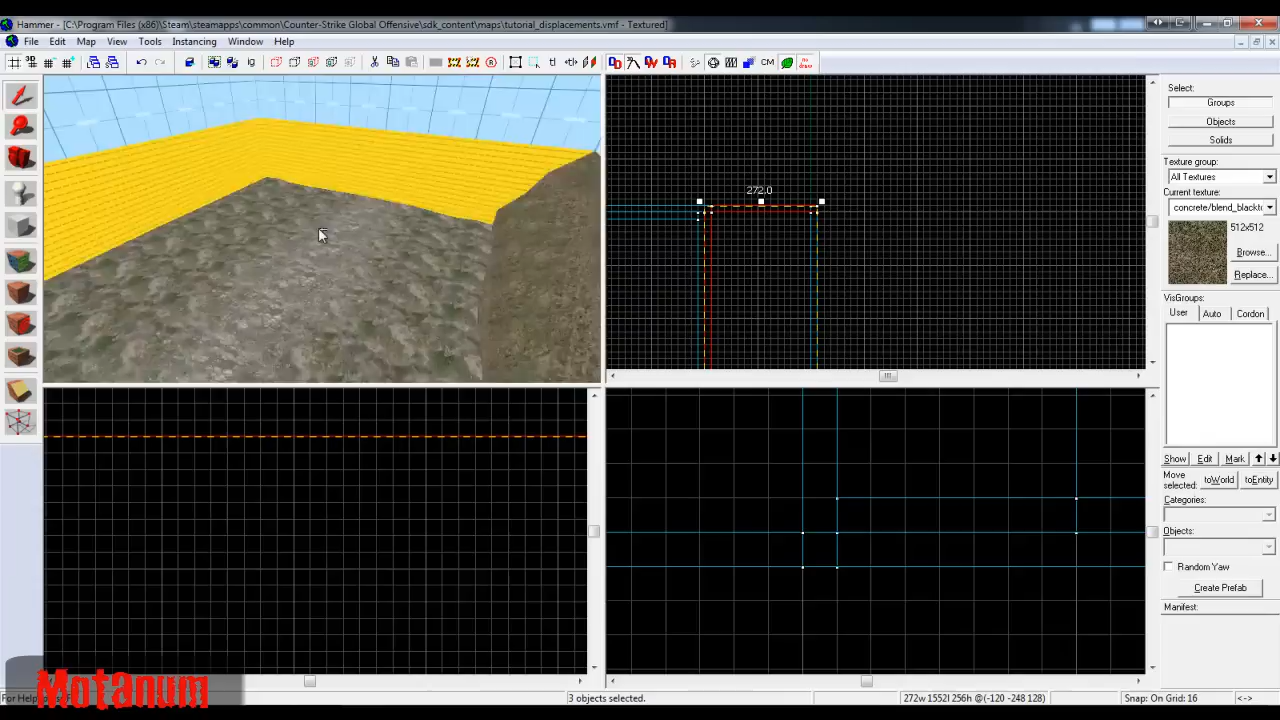 Hammer - [C:\Program Files (x86)\Steam\steamapps\common\Counter-Strike Global Offensive\sdk_content\maps\tutorial_displacements.vmf - Textured]
File Edit Map View Tools Instancing Window Help
Select:
Groups
Objects
Solids
Texture group:
All Textures
Current texture:
concrete/blend_blackt
512x512
Browse...
Replace...
VisGroups:
User Auto Cordon
Show Edit Mark
Move selected: toWorld toEntity
Categories:
Objects:
Random Yaw
Create Prefab
Manifest:
272.0
For Help
Motanum
3 objects selected.
272w 1552l 256h @(-120 -248 128)
Snap: On Grid: 16
<->